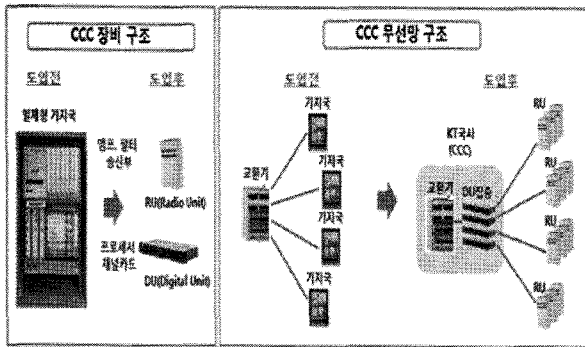 CCC 장비 구조
도입전
도입후
일체형 기지국
앰프, 필터
송신부
RU(Radio Unit)
프로세서
채널카드
DU(Digital Unit)
CCC 무선망 구조
도입전
도입후
기지국
교환기
기지국
기지국
기지국
KT국사
(CCC)
교환기
DU집중
RU
RU
RU
RU